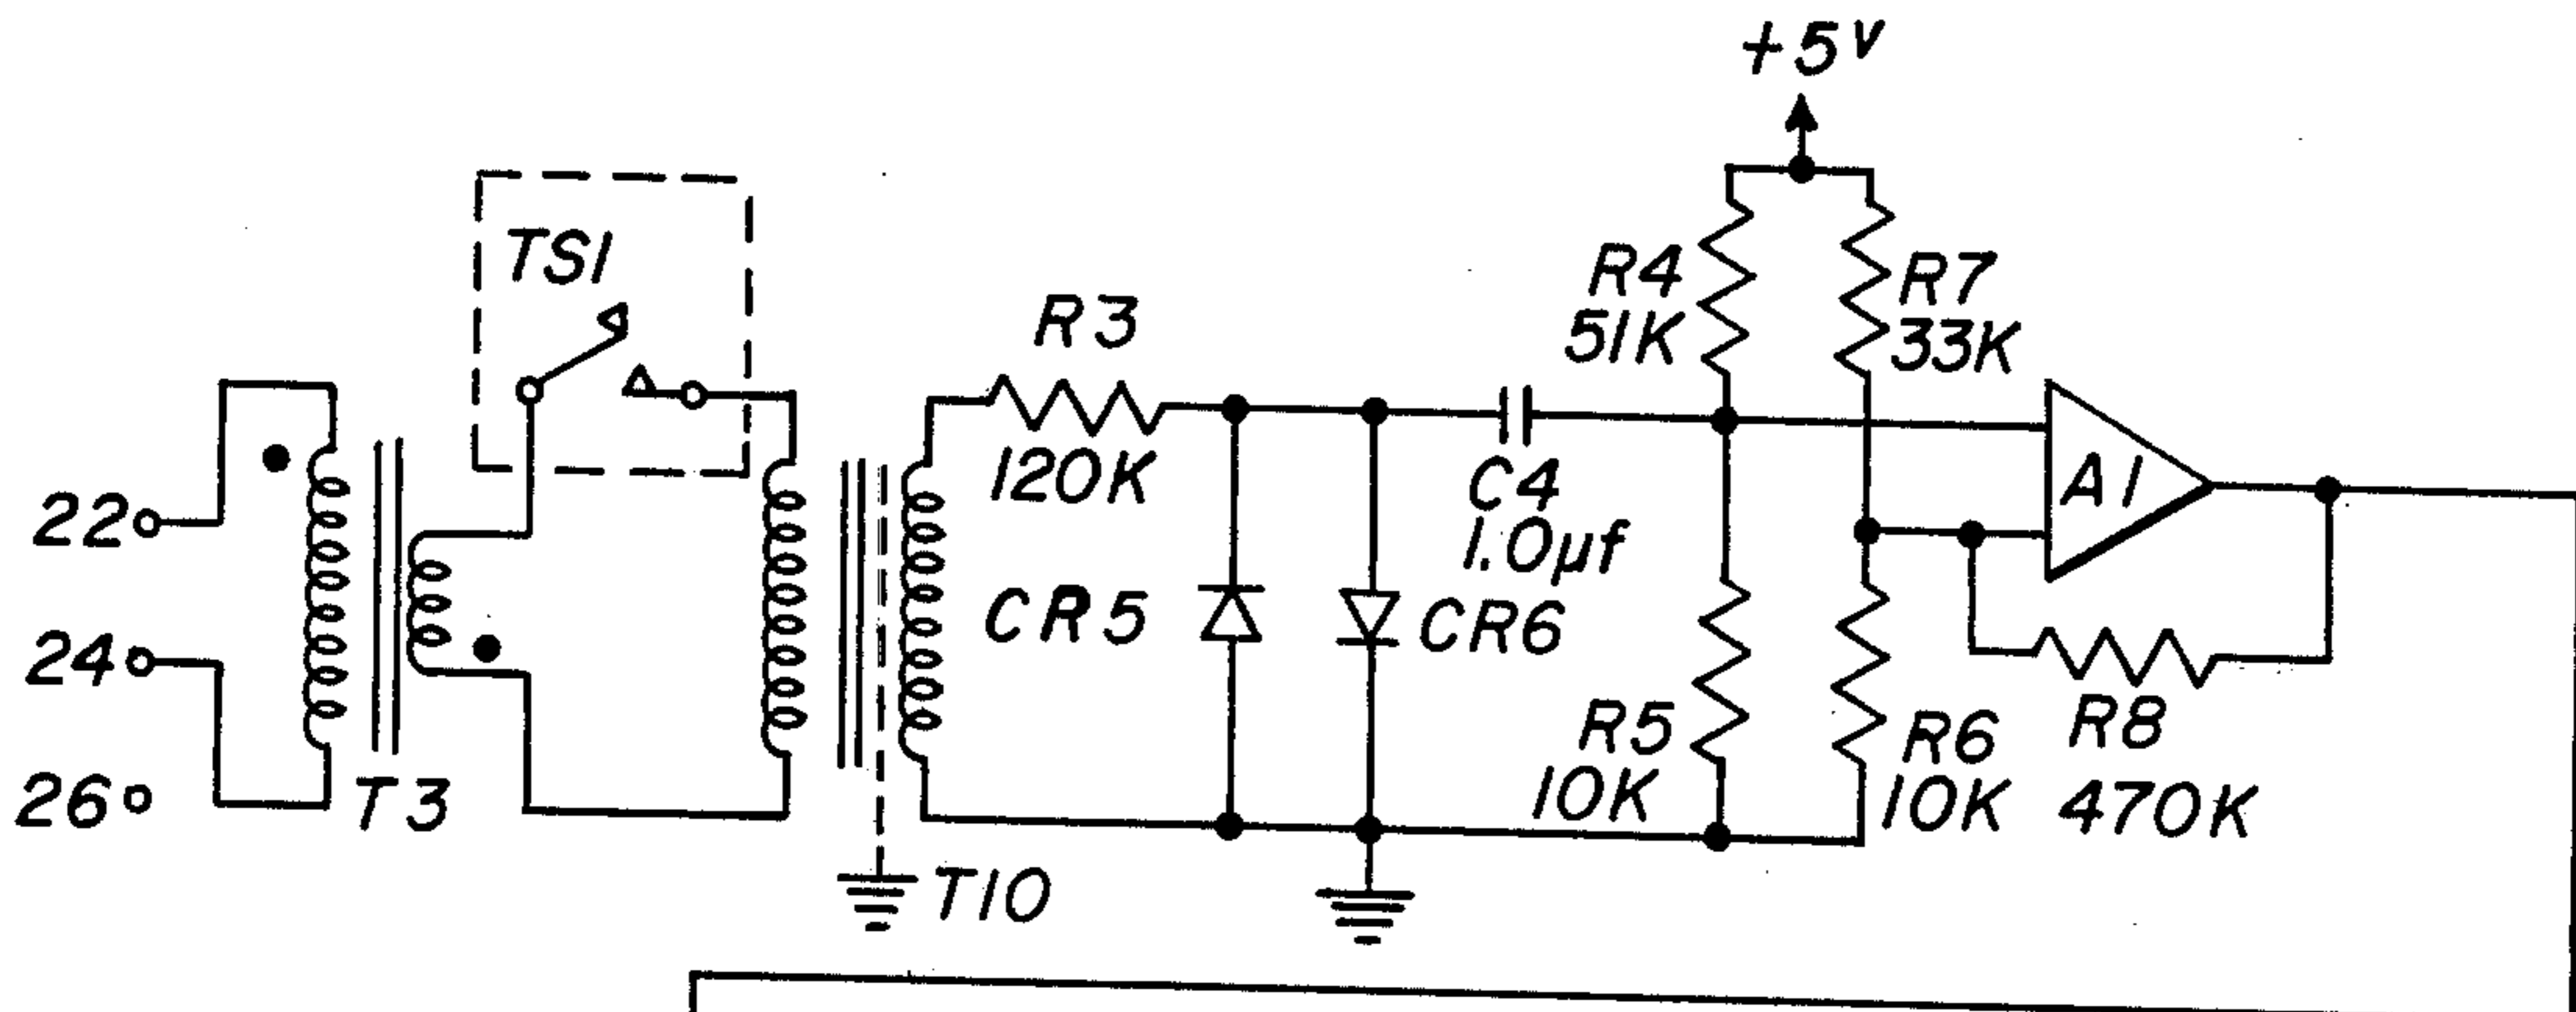 +5V
TS1
R3
120K
R4
51K
R7
33K
A1
22
24
26
T3
C4
1.0μf
CR5
CR6
R5
10K
R6
10K
R8
470K
T10